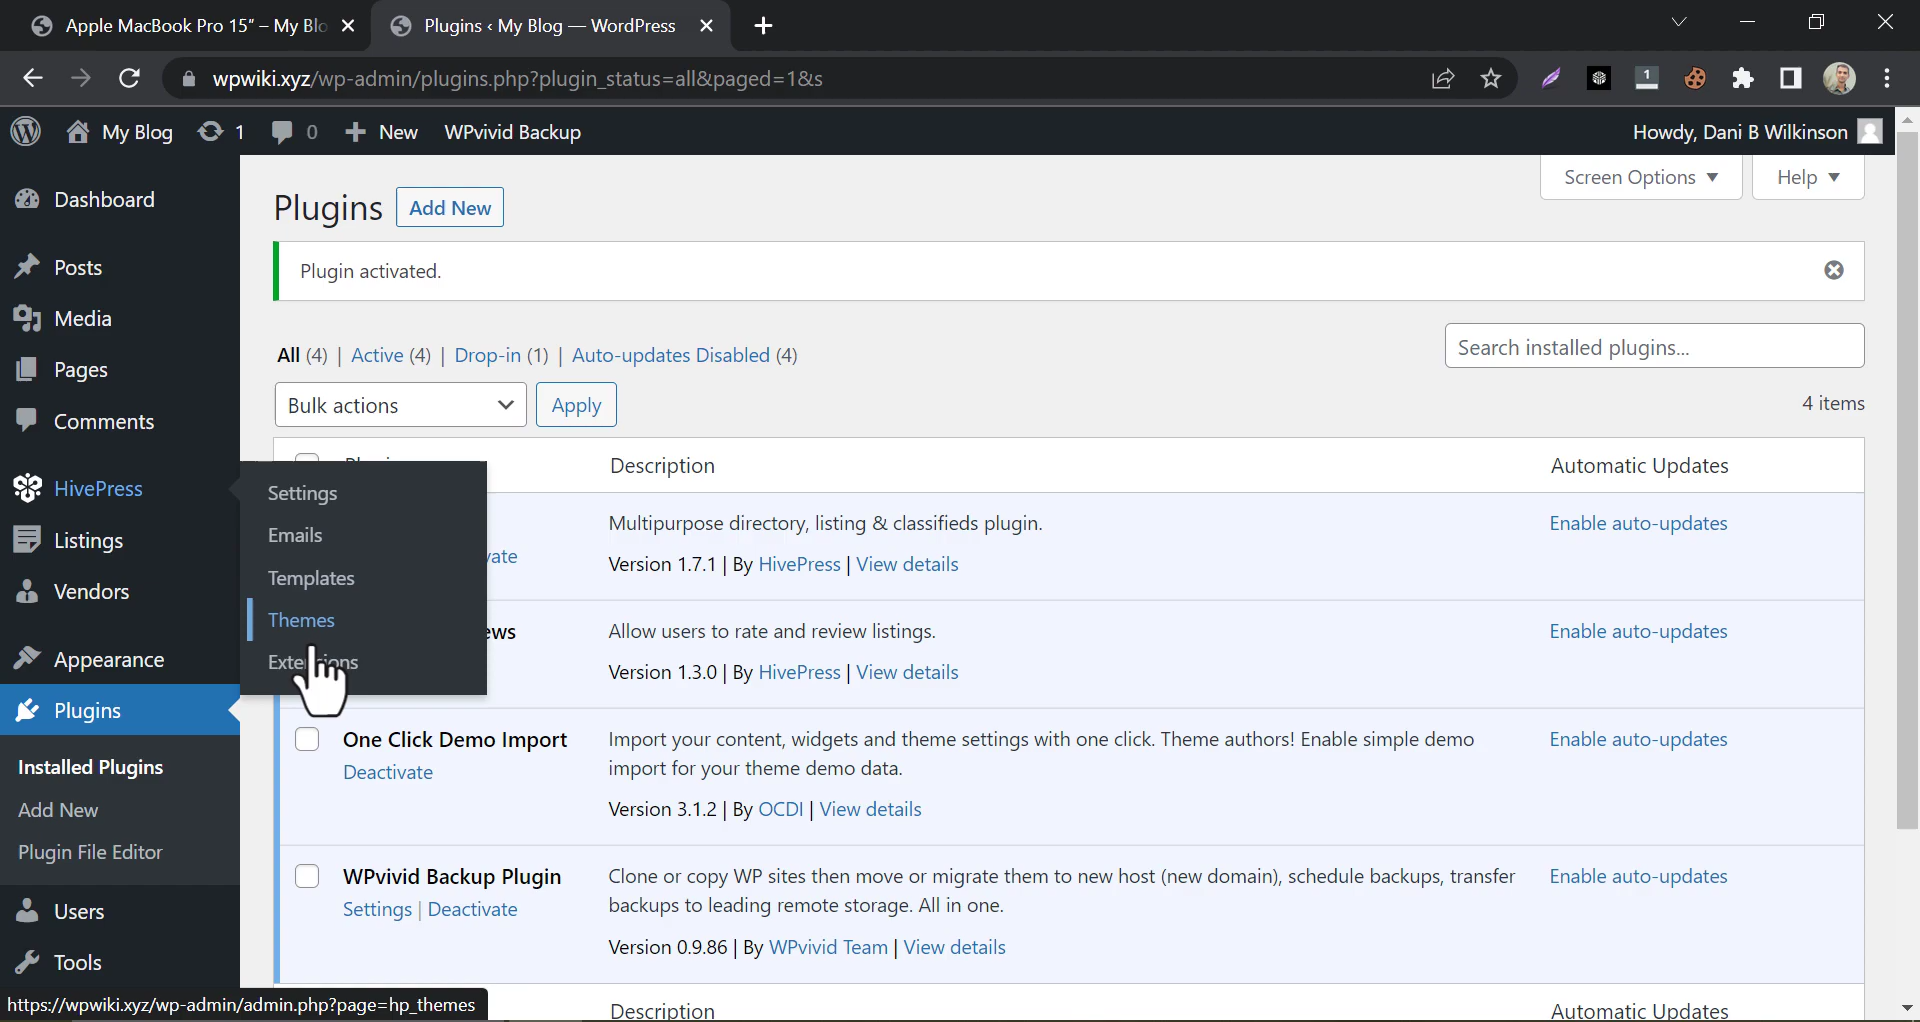 Apple MacBook Pro 15" – My Blo
Plugins ‹ My Blog — WordPress
wpwiki.xyz/wp-admin/plugins.php?plugin_status=all&paged=1&s
1
My Blog
1
0
New
WPvivid Backup
Howdy, Dani B Wilkinson
Dashboard
Posts
Media
Pages
Comments
HivePress
Listings
Vendors
Appearance
Plugins
Installed Plugins
Add New
Plugin File Editor
Users
Tools
Settings
Emails
Templates
Themes
Extensions
Screen Options
Help
Plugins
Add New
Plugin activated.
All (4) | Active (4) | Drop-in (1) | Auto-updates Disabled (4)
Search installed plugins...
Bulk actions
Apply
4 items
Description
Automatic Updates
vate
Multipurpose directory, listing & classifieds plugin.
Version 1.7.1 | By HivePress | View details
Enable auto-updates
ews
Allow users to rate and review listings.
Version 1.3.0 | By HivePress | View details
Enable auto-updates
One Click Demo Import
Deactivate
Import your content, widgets and theme settings with one click. Theme authors! Enable simple demo
import for your theme demo data.
Version 3.1.2 | By OCDI | View details
Enable auto-updates
WPvivid Backup Plugin
Settings | Deactivate
Clone or copy WP sites then move or migrate them to new host (new domain), schedule backups, transfer
backups to leading remote storage. All in one.
Version 0.9.86 | By WPvivid Team | View details
Enable auto-updates
Description
Automatic Updates
https://wpwiki.xyz/wp-admin/admin.php?page=hp_themes